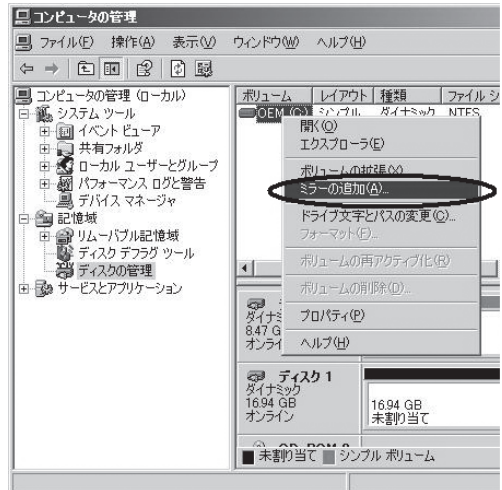 コンピュータの管理
ファイル(F) 操作(A) 表示(V) ウィンドウ(W) ヘルプ(H)
コンピュータの管理 (ローカル)
システム ツール
イベント ビューア
共有フォルダ
ローカル ユーザーとグループ
パフォーマンス ログと警告
デバイス マネージャ
記憶域
リムーバブル記憶域
ディスク デフラグ ツール
ディスクの管理
サービスとアプリケーション
ボリューム レイアウト 種類 ファイル シ
OEM (C:) シンプル ダイナミック NTFS
開く(O)
エクスプローラ(E)
ボリュームの拡張(X)...
ミラーの追加(A)...
ドライブ文字とパスの変更(C)...
フォーマット(F)...
ボリュームの再アクティブ化(R)
ボリュームの削除(D)...
プロパティ(P)
ヘルプ(H)
8.47 G
ディスク 1
ダイナミック
16.94 GB
オンライン
16.94 GB
未割り当て
未割り当て シンプル ボリューム